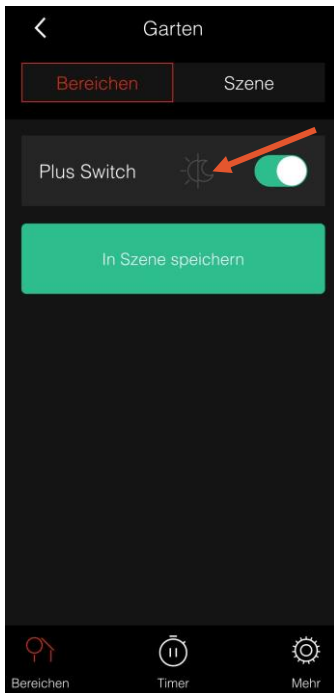 Garten
Bereichen
Szene
Plus Switch
In Szene speichern
Bereichen
Timer
Mehr